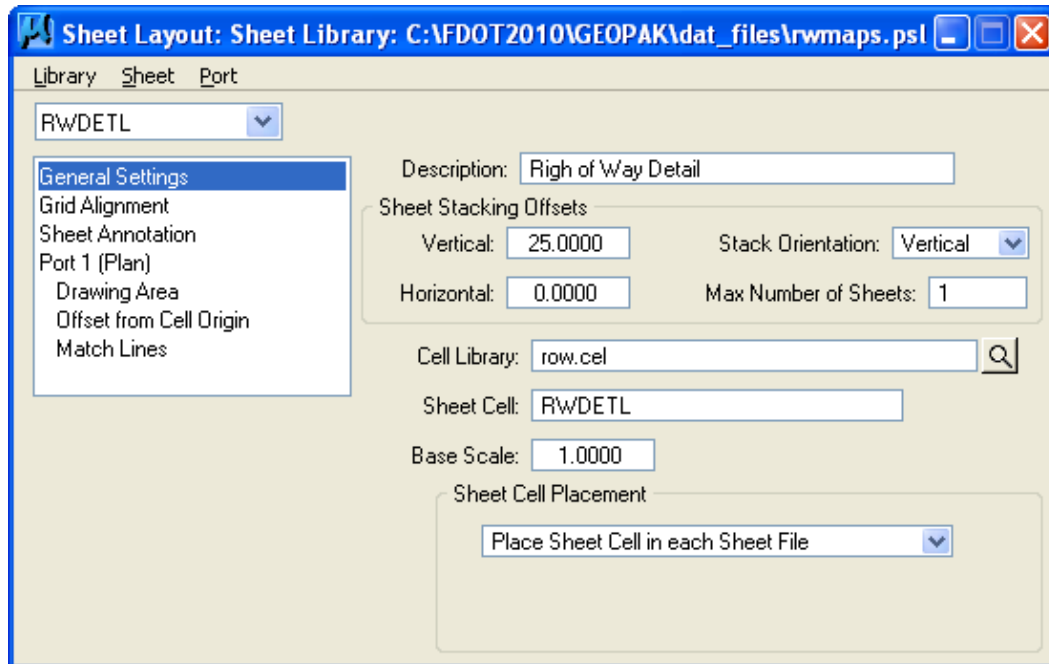 Sheet Layout: Sheet Library: C:\FDOT2010\GEOPAK\dat_files\rwmaps.psl
Library Sheet Port
RWDETL
General Settings
Grid Alignment
Sheet Annotation
Port 1 (Plan)
Drawing Area
Offset from Cell Origin
Match Lines
Description: Righ of Way Detail
Sheet Stacking Offsets
Vertical: 25.0000 Stack Orientation: Vertical
Horizontal: 0.0000 Max Number of Sheets: 1
Cell Library: row.cel
Sheet Cell: RWDETL
Base Scale: 1.0000
Sheet Cell Placement
Place Sheet Cell in each Sheet File